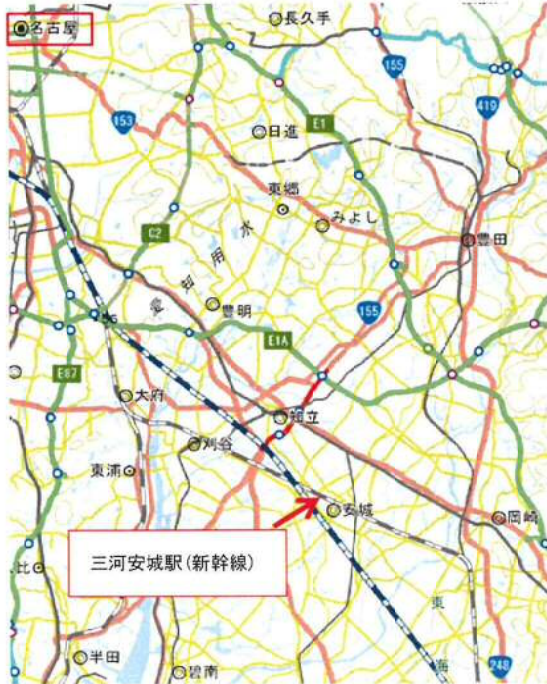 名古屋
長久手
155
419
153
E1
日進
東郷
みよし
C2
豊田
愛知用水
豊明
155
E1A
E87
大府
知立
刈谷
東浦
安城
岡崎
三河安城駅(新幹線)
東海
半田
碧南
248